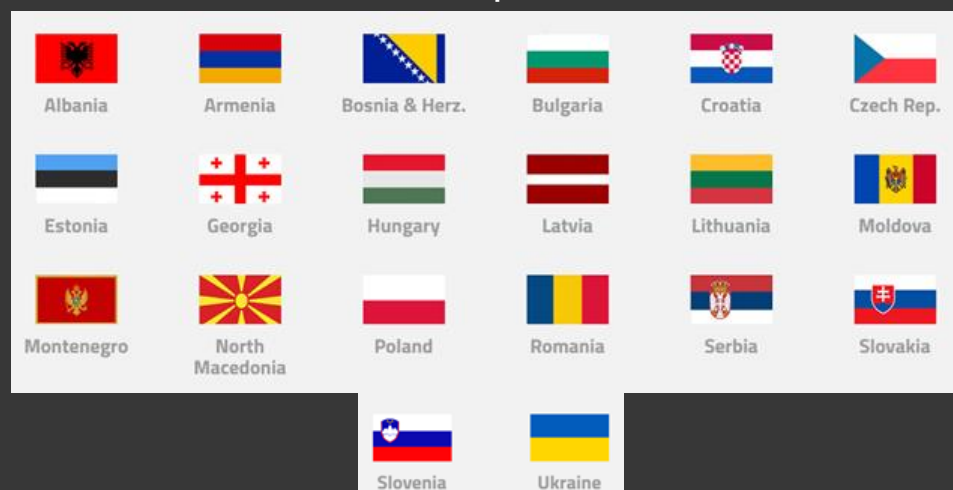 Albania Armenia Bosnia & Herz. Bulgaria Croatia Czech Rep.
Estonia Georgia Hungary Latvia Lithuania Moldova
Montenegro North Macedonia Poland Romania Serbia Slovakia
Slovenia Ukraine